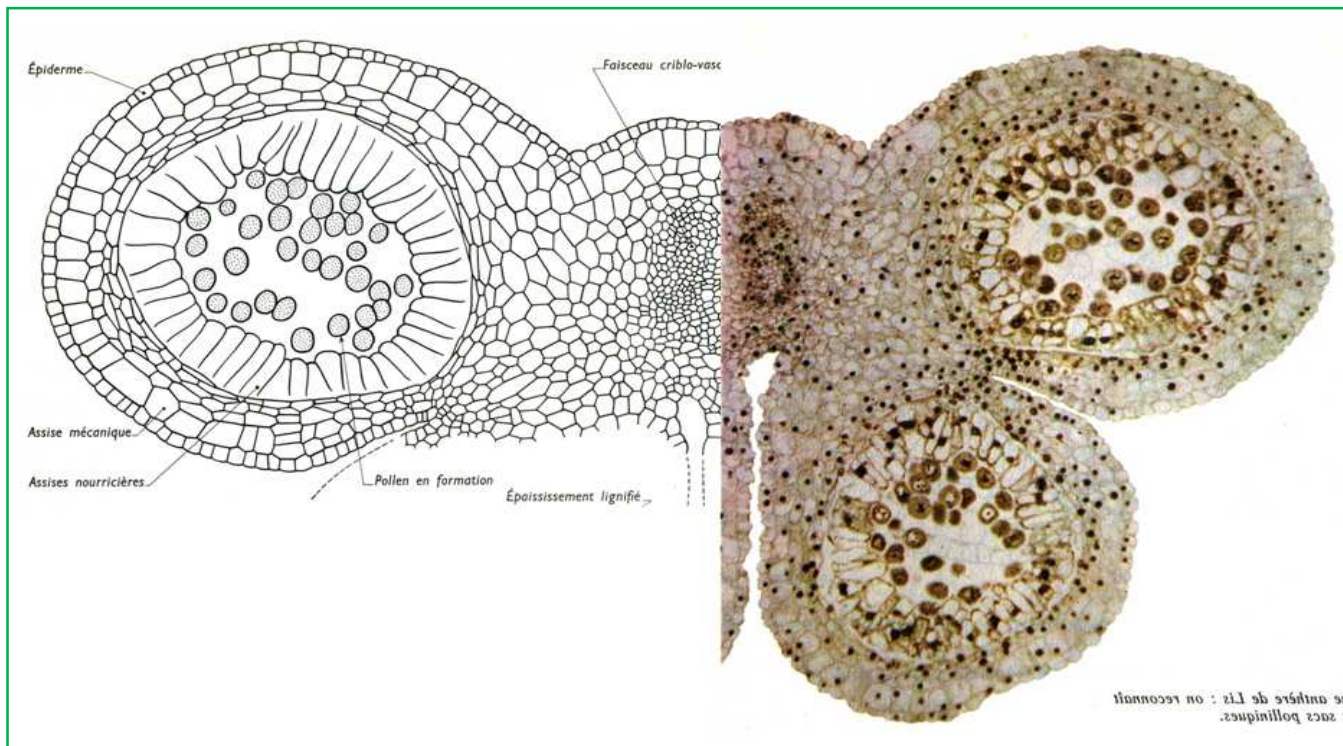 Épiderme
Faisceau criblo-vasc
Assise mécanique
Assises nourricières
Pollen en formation
Épaississement lignifié
anthère de Lis : on reconnaît
sacs polliniques.